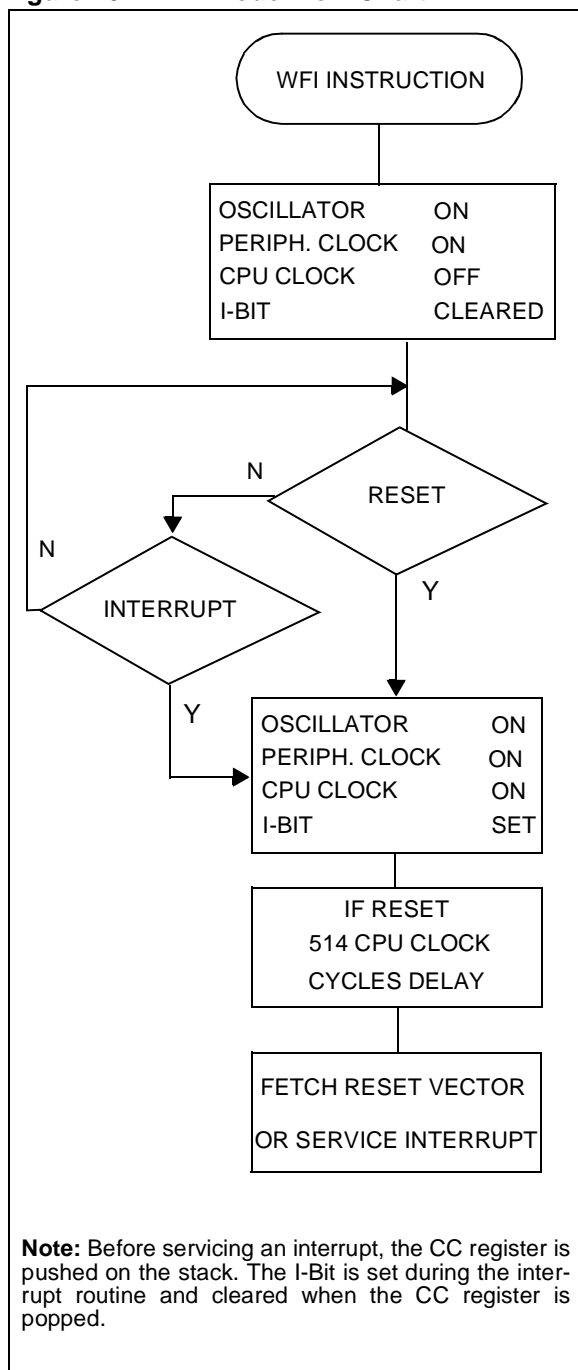 WFI INSTRUCTION
OSCILLATOR ON
PERIPH. CLOCK ON
CPU CLOCK OFF
I-BIT CLEARED
N
RESET
N
INTERRUPT
Y
Y
OSCILLATOR ON
PERIPH. CLOCK ON
CPU CLOCK ON
I-BIT SET
IF RESET
514 CPU CLOCK
CYCLES DELAY
FETCH RESET VECTOR
OR SERVICE INTERRUPT
Note: Before servicing an interrupt, the CC register is
pushed on the stack. The I-Bit is set during the inter-
rupt routine and cleared when the CC register is
popped.